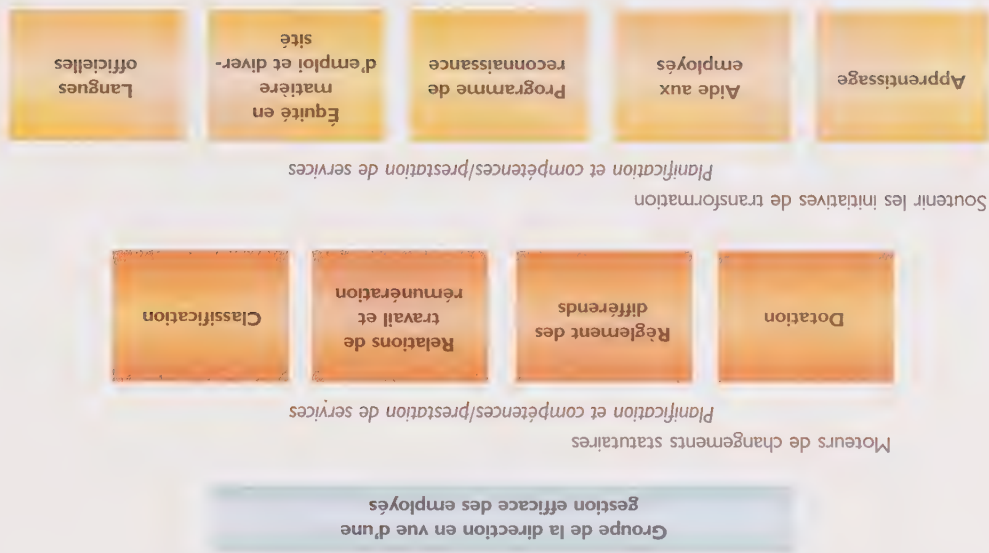 Groupe de la direction en vue d'une
gestion efficace des employés
Moteurs de changements statutaires
Planification et compétences/prestation de services
Dotation
Règlement des
différends
Relations de
travail et
rémunération
Classification
Soutenir les initiatives de transformation
Planification et compétences/prestation de services
Apprentissage
Aide aux
employés
Programme de
reconnaissance
Équité en
matière
d'emploi et diver-
sité
Langues
officielles